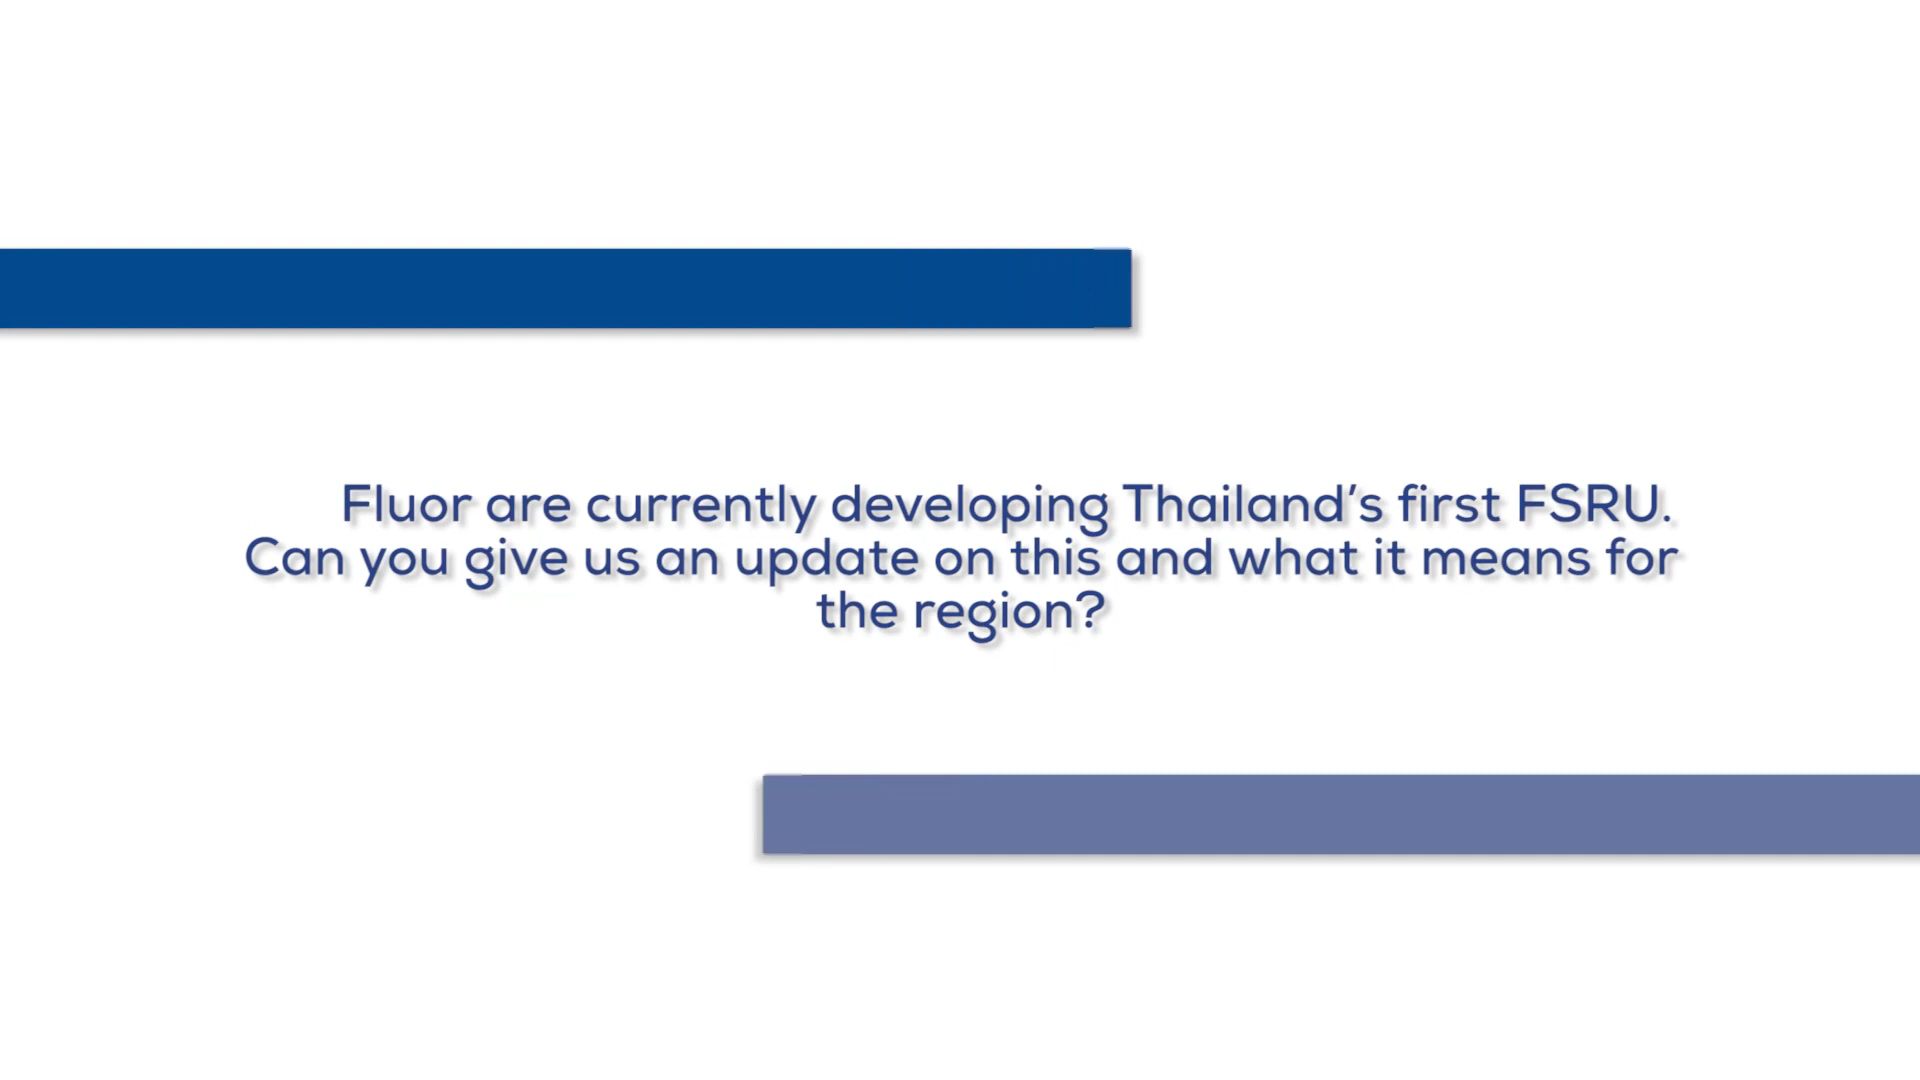 Fluor are currently developing Thailand’s first FSRU.
Can you give us an update on this and what it means for
the region?